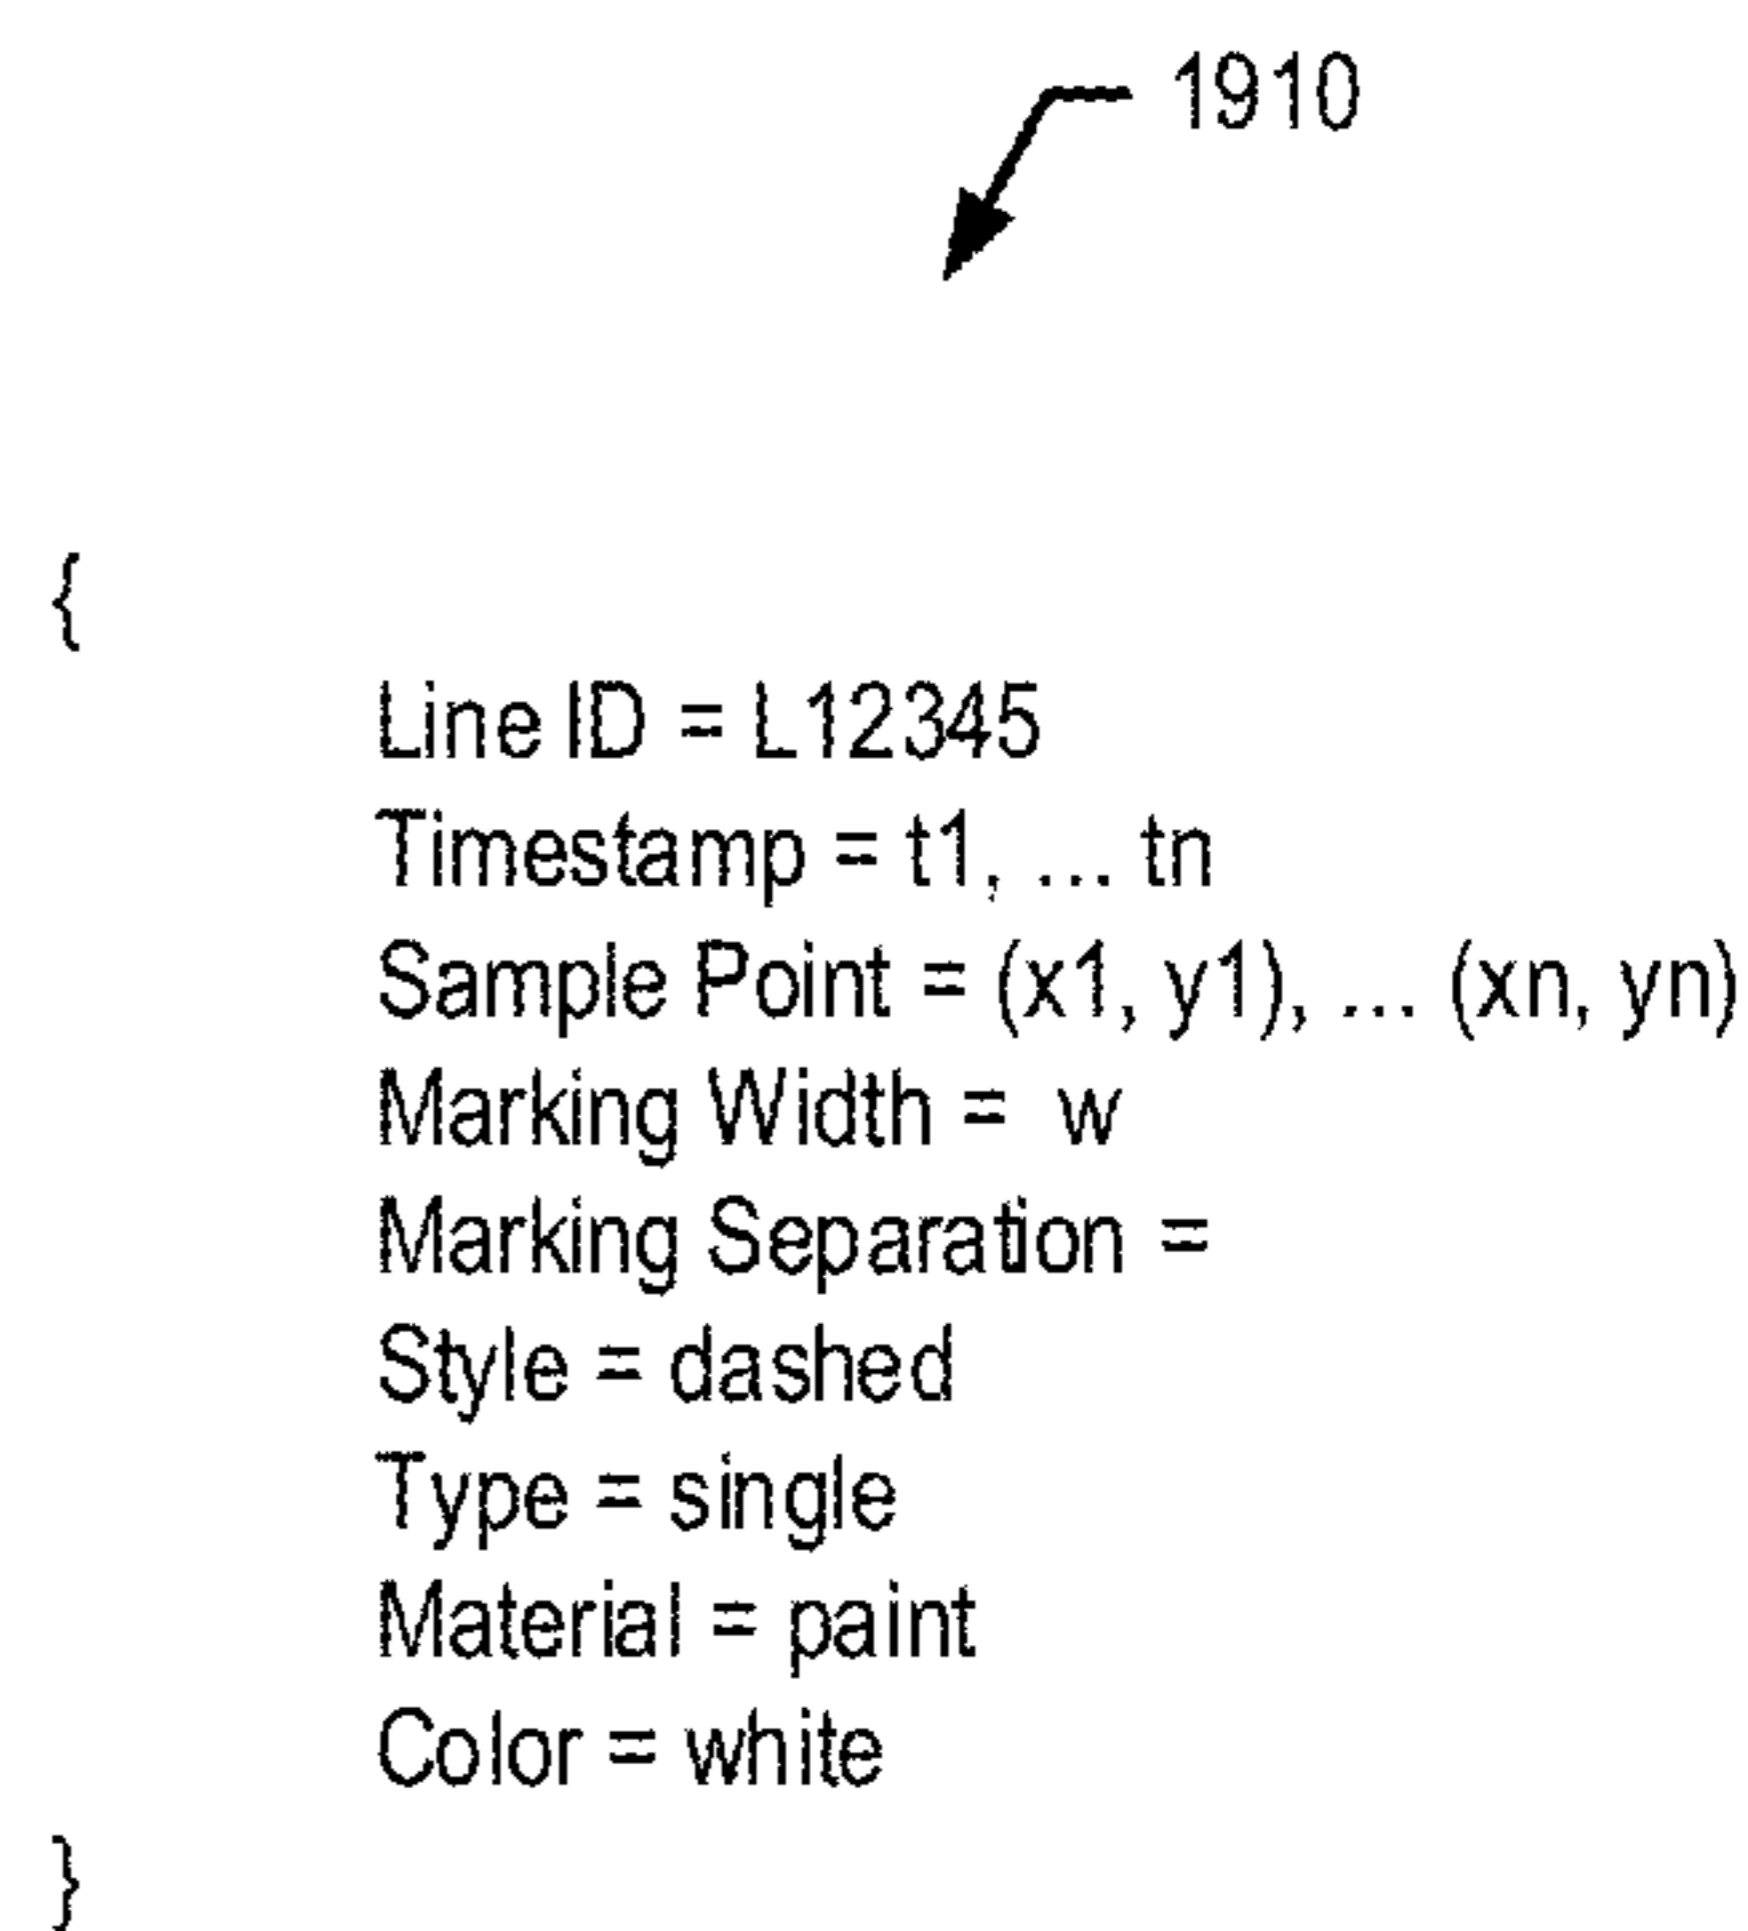 1910
{
Line ID = L12345
Timestamp = t1, ... tn
Sample Point = (x1, y1), ... (xn, yn)
Marking Width = w
Marking Separation =
Style = dashed
Type = single
Material = paint
Color = white
}